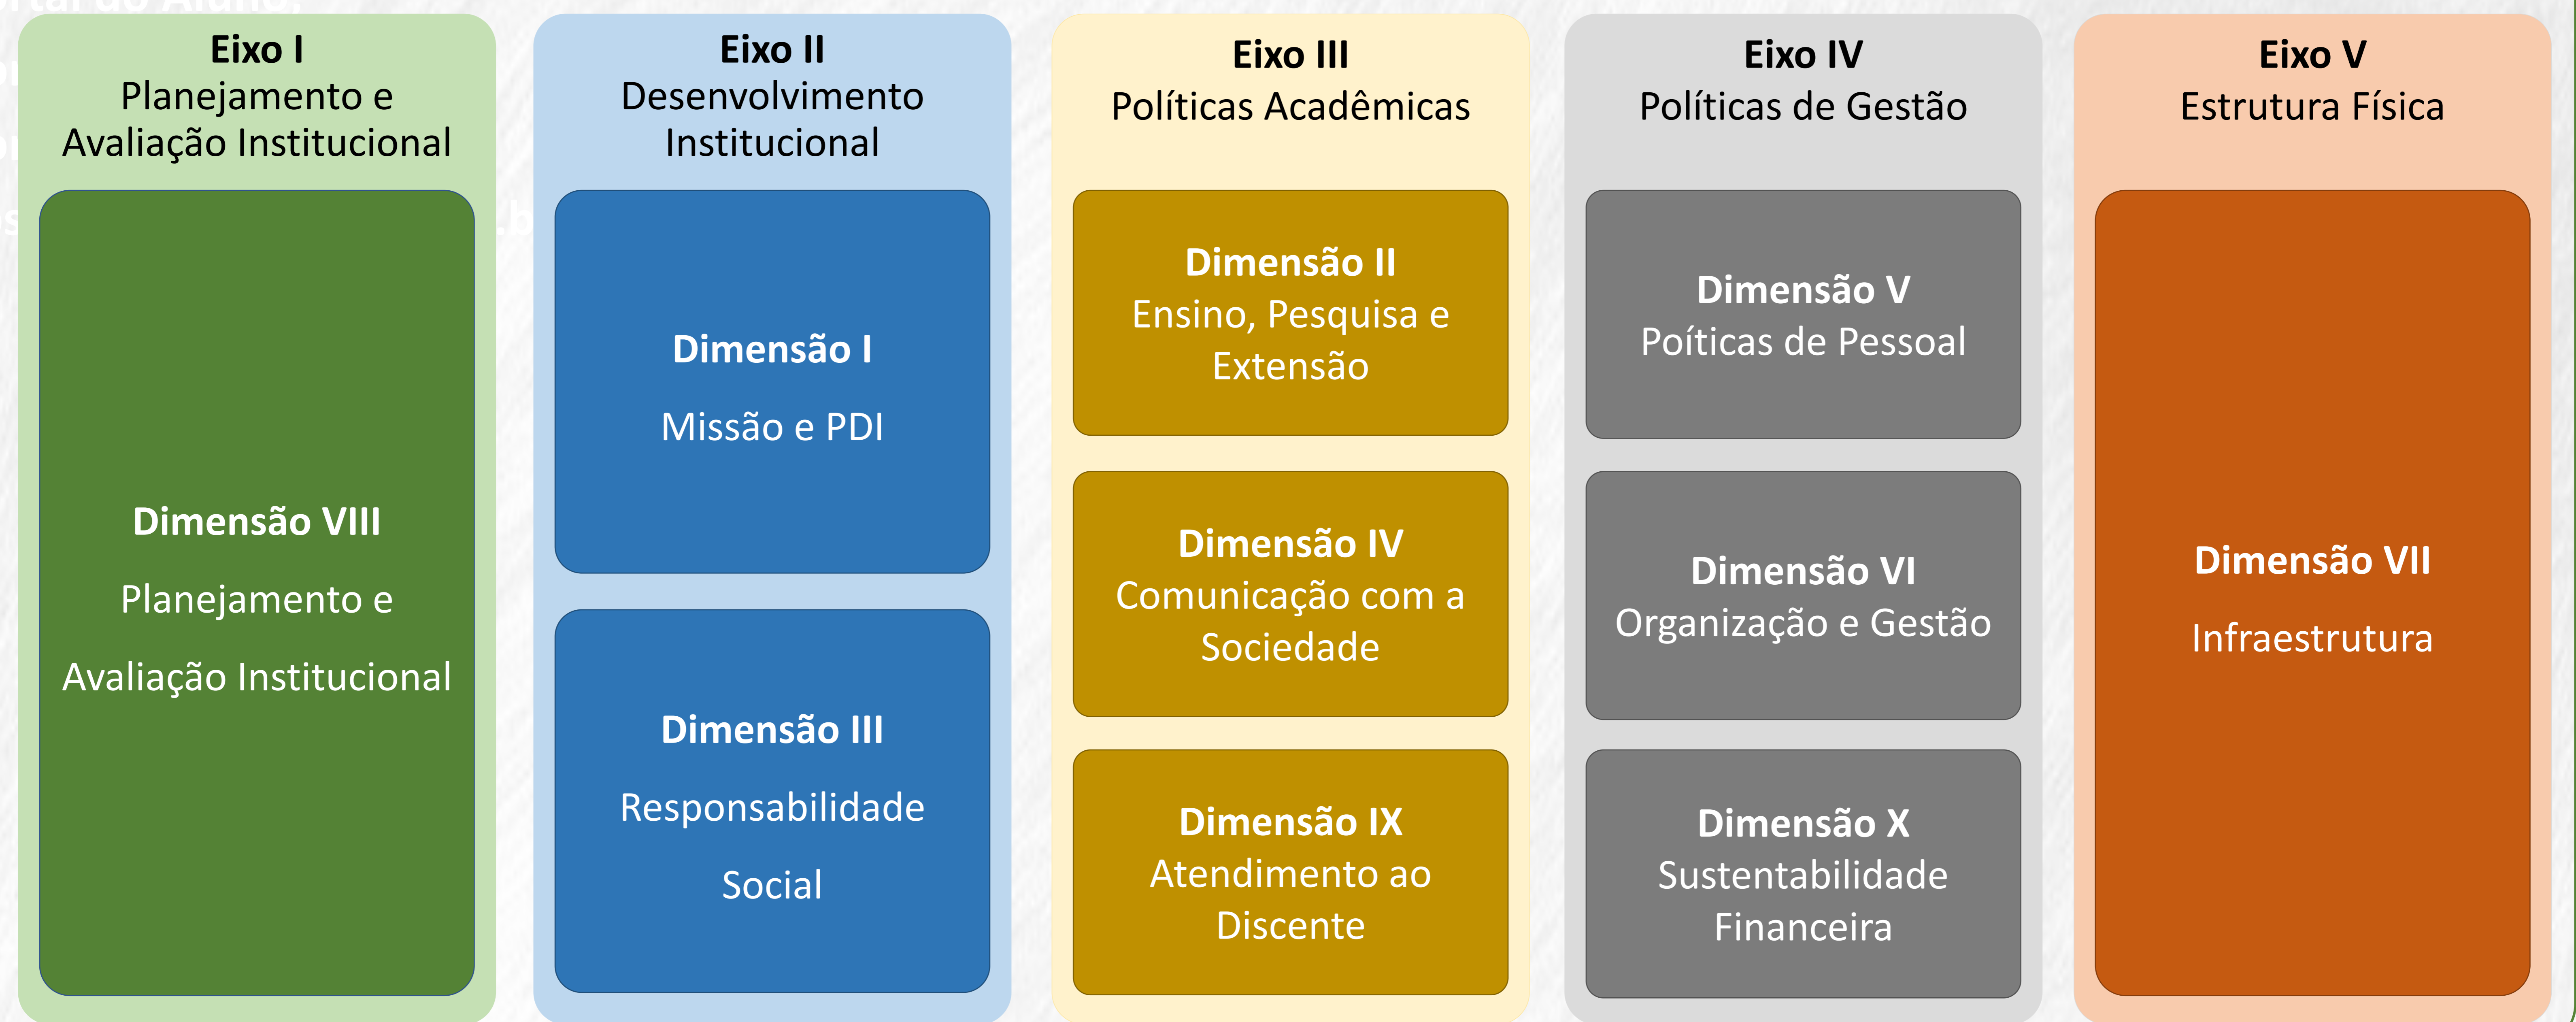 rtal do Aluno,
Eixo I
Planejamento e
Avaliação Institucional
Dimensão VIII
Planejamento e
Avaliação Institucional
Eixo II
Desenvolvimento
Institucional
Dimensão I
Missão e PDI
Dimensão III
Responsabilidade
Social
Eixo III
Políticas Acadêmicas
Dimensão II
Ensino, Pesquisa e
Extensão
Dimensão IV
Comunicação com a
Sociedade
Dimensão IX
Atendimento ao
Discente
Eixo IV
Políticas de Gestão
Dimensão V
Poíticas de Pessoal
Dimensão VI
Organização e Gestão
Dimensão X
Sustentabilidade
Financeira
Eixo V
Estrutura Física
Dimensão VII
Infraestrutura